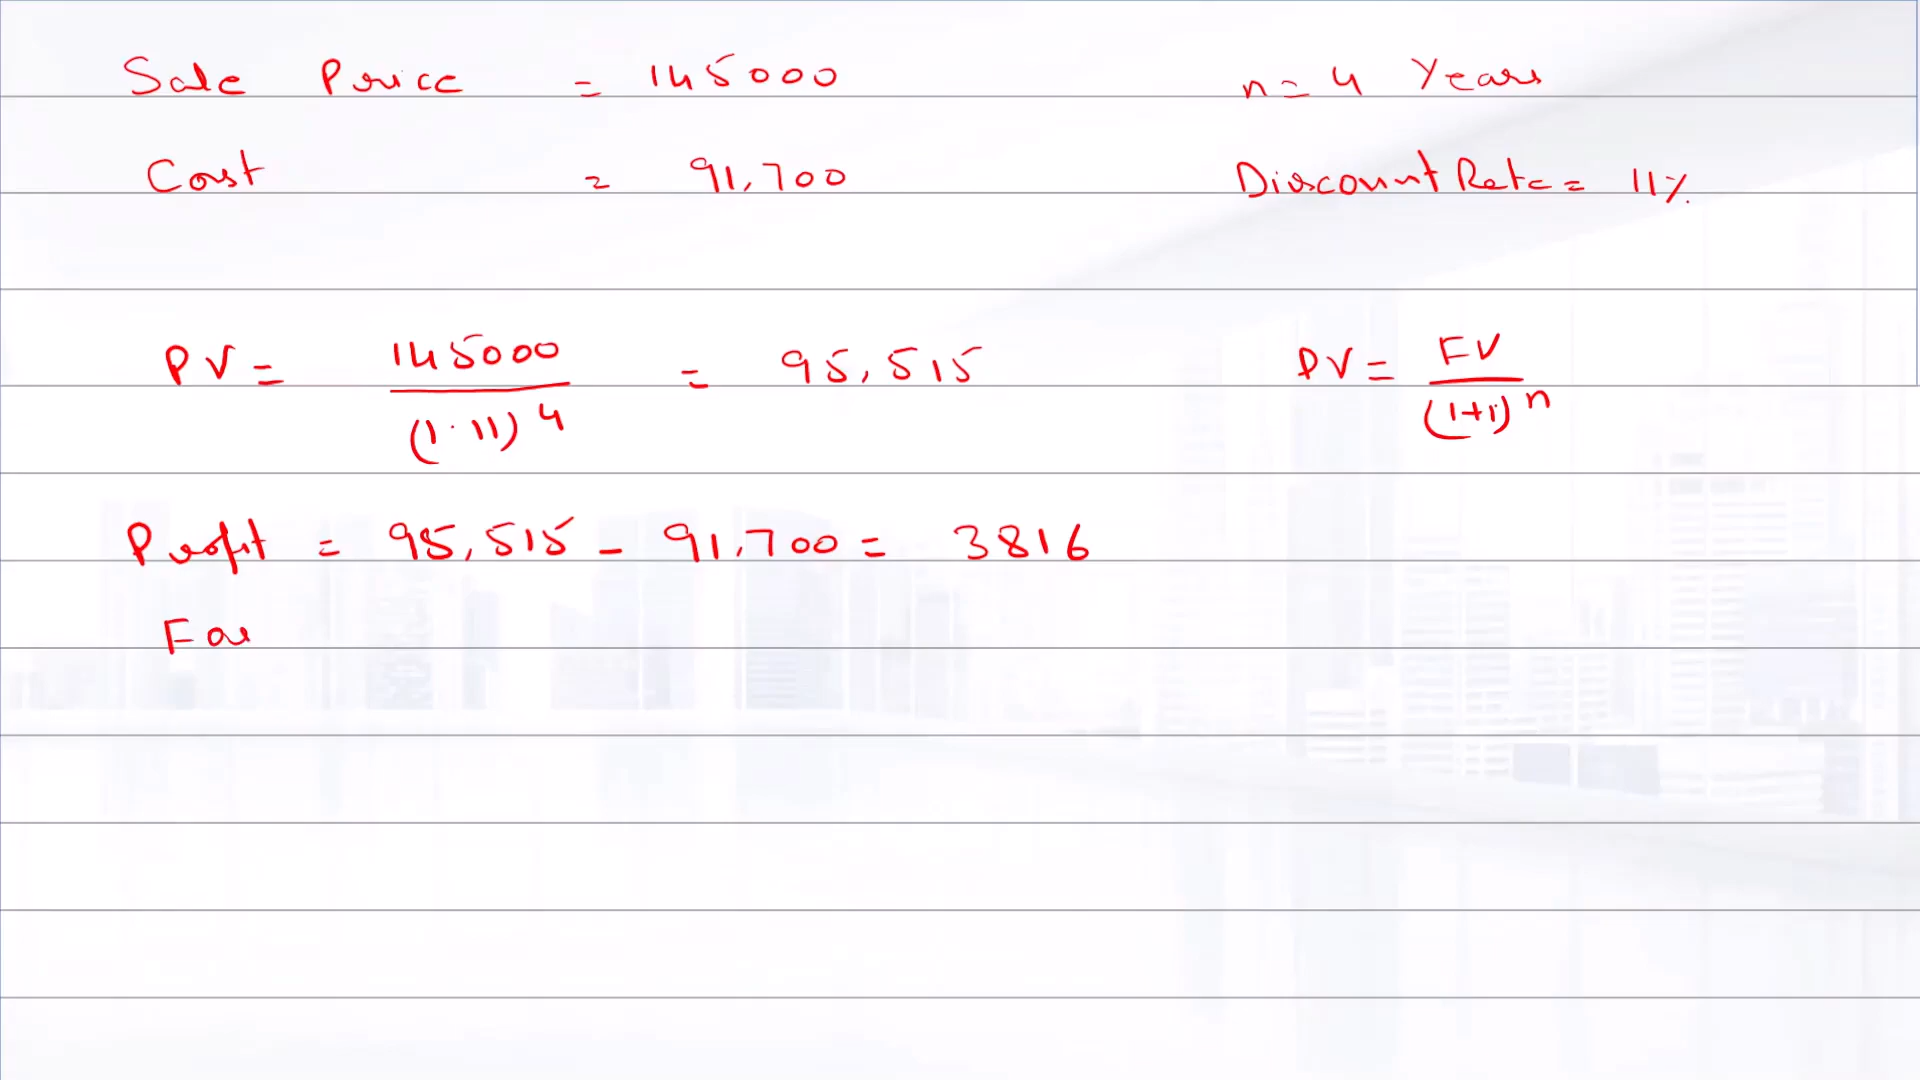 Sale Price = 145000 n = 4 Years
Cost = 91,700 Discount Rate = 11%
PV = 145000 / (1.11)^4 = 95,515 PV = FV / (1+i)^n
Profit = 95,515 - 91,700 = 3816
For